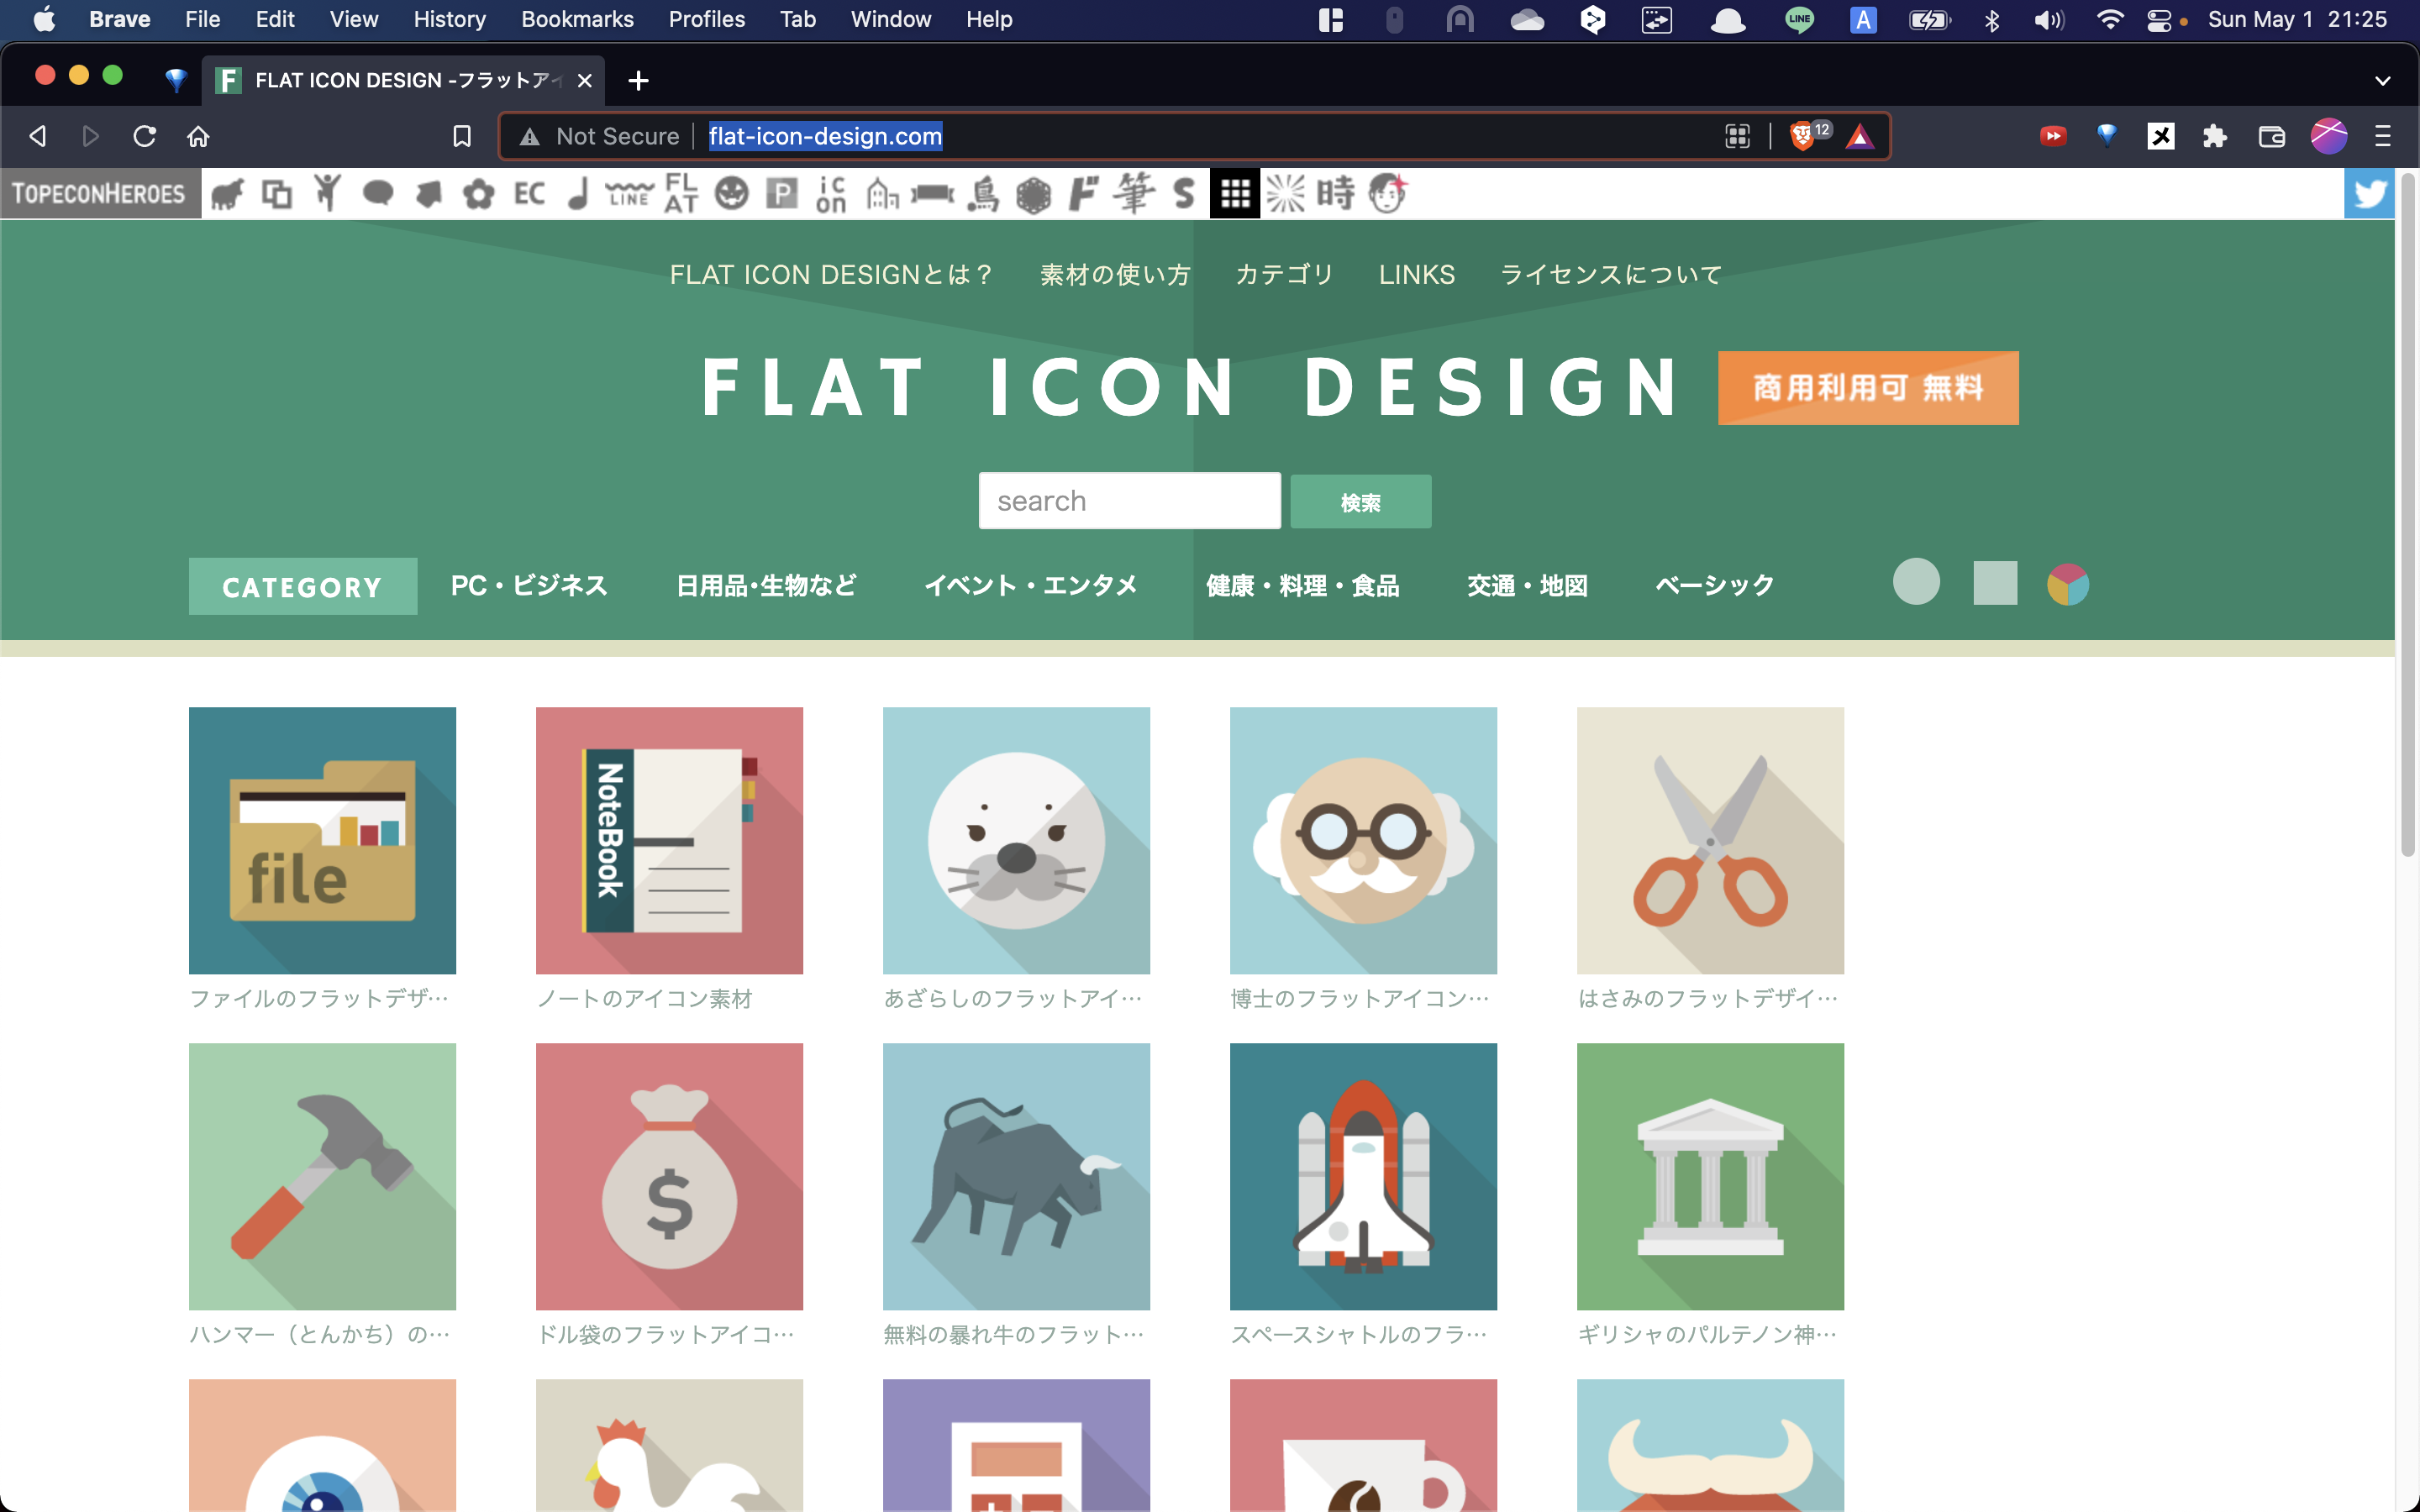 Brave File Edit View History Bookmarks Profiles Tab Window Help LINE A Sun May 1 21:25
FLAT ICON DESIGN -フラットアイ
Not Secure flat-icon-design.com 12
TOPECONHEROES EC LINE FLAT P icon 鳥 F 筆 S 時
FLAT ICON DESIGNとは？ 素材の使い方 カテゴリ LINKS ライセンスについて
FLAT ICON DESIGN 商用利用可 無料
search 検索
CATEGORY PC・ビジネス 日用品・生物など イベント・エンタメ 健康・料理・食品 交通・地図 ベーシック
file NoteBook
ファイルのフラットデザ… ノートのアイコン素材 あざらしのフラットアイ… 博士のフラットアイコン… はさみのフラットデザイ…
$
ハンマー（とんかち）の… ドル袋のフラットアイコ… 無料の暴れ牛のフラット… スペースシャトルのフラ… ギリシャのパルテノン神…